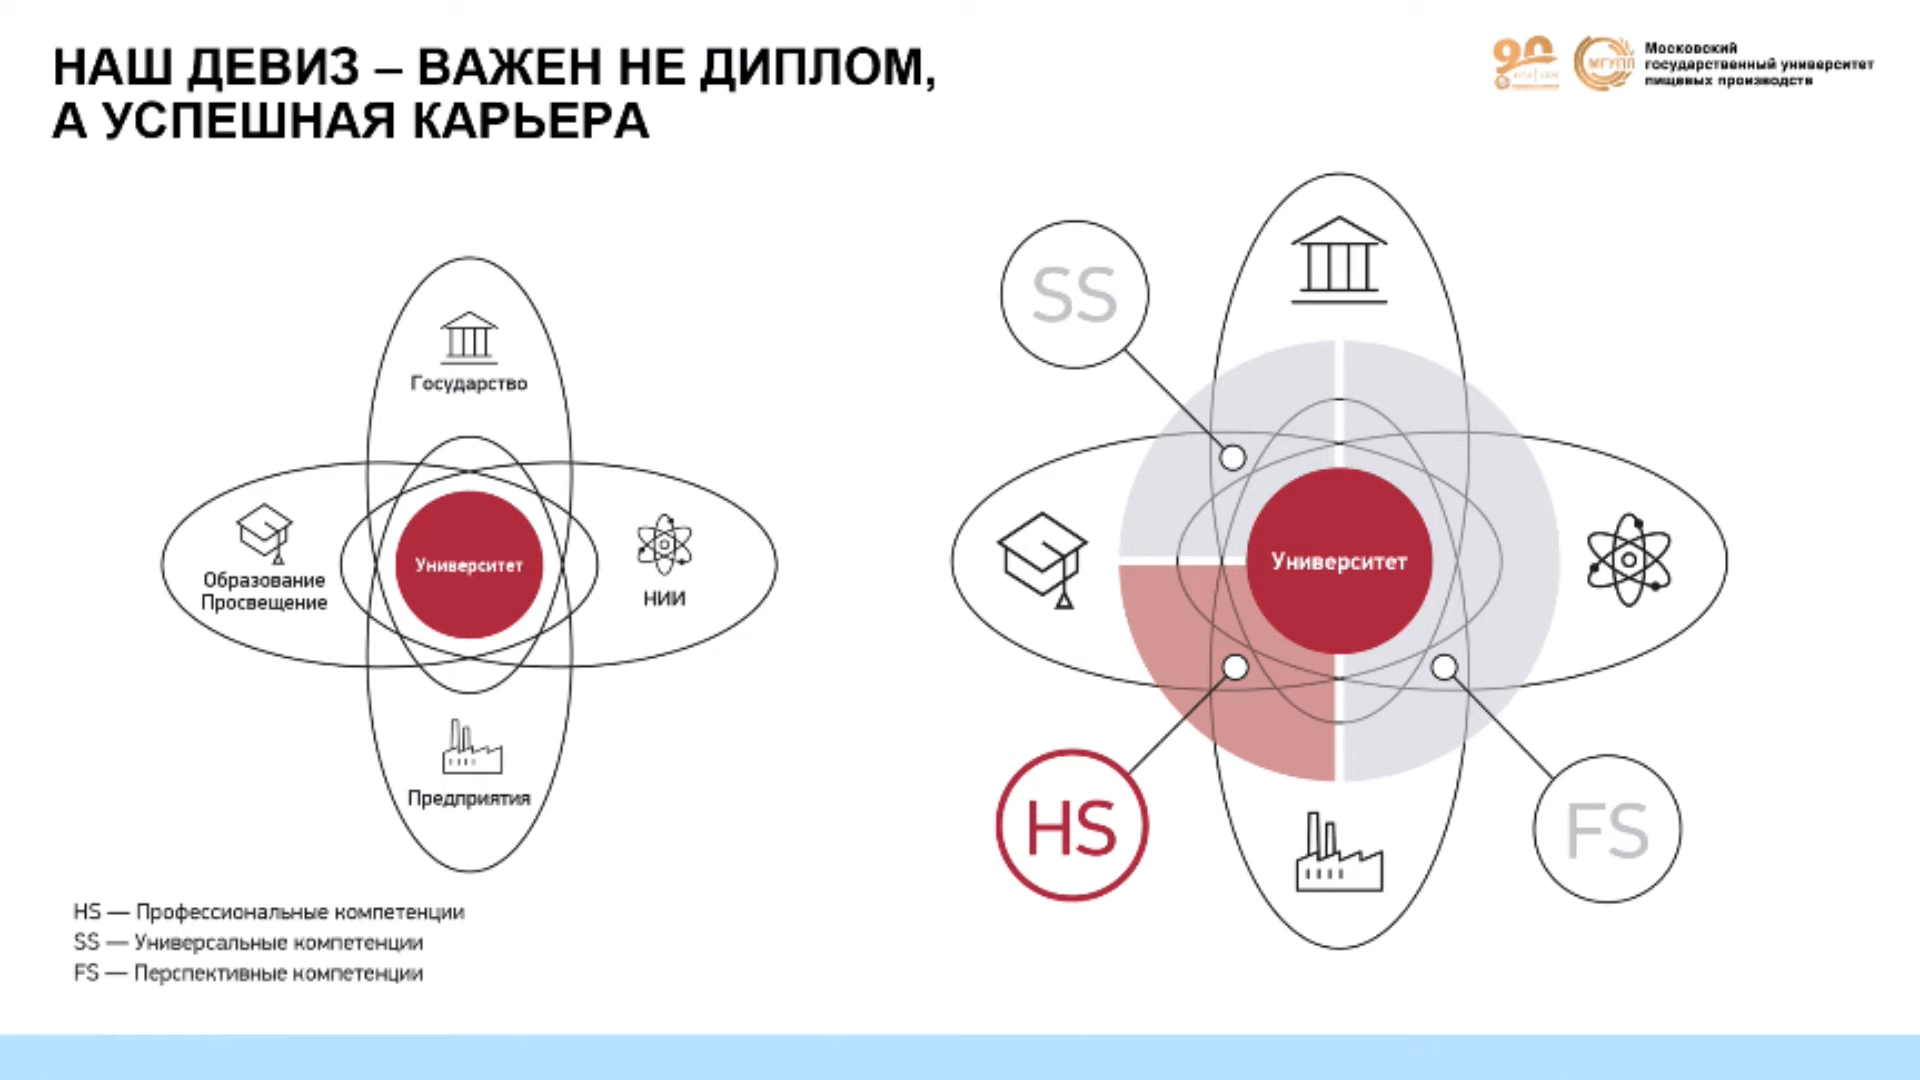 НАШ ДЕВИЗ – ВАЖЕН НЕ ДИПЛОМ,
А УСПЕШНАЯ КАРЬЕРА
90
МГУПП
Московский
государственный университет
пищевых производств
Государство
Образование
Просвещение
Университет
НИИ
Предприятия
SS
Университет
HS
FS
HS — Профессиональные компетенции
SS — Универсальные компетенции
FS — Перспективные компетенции